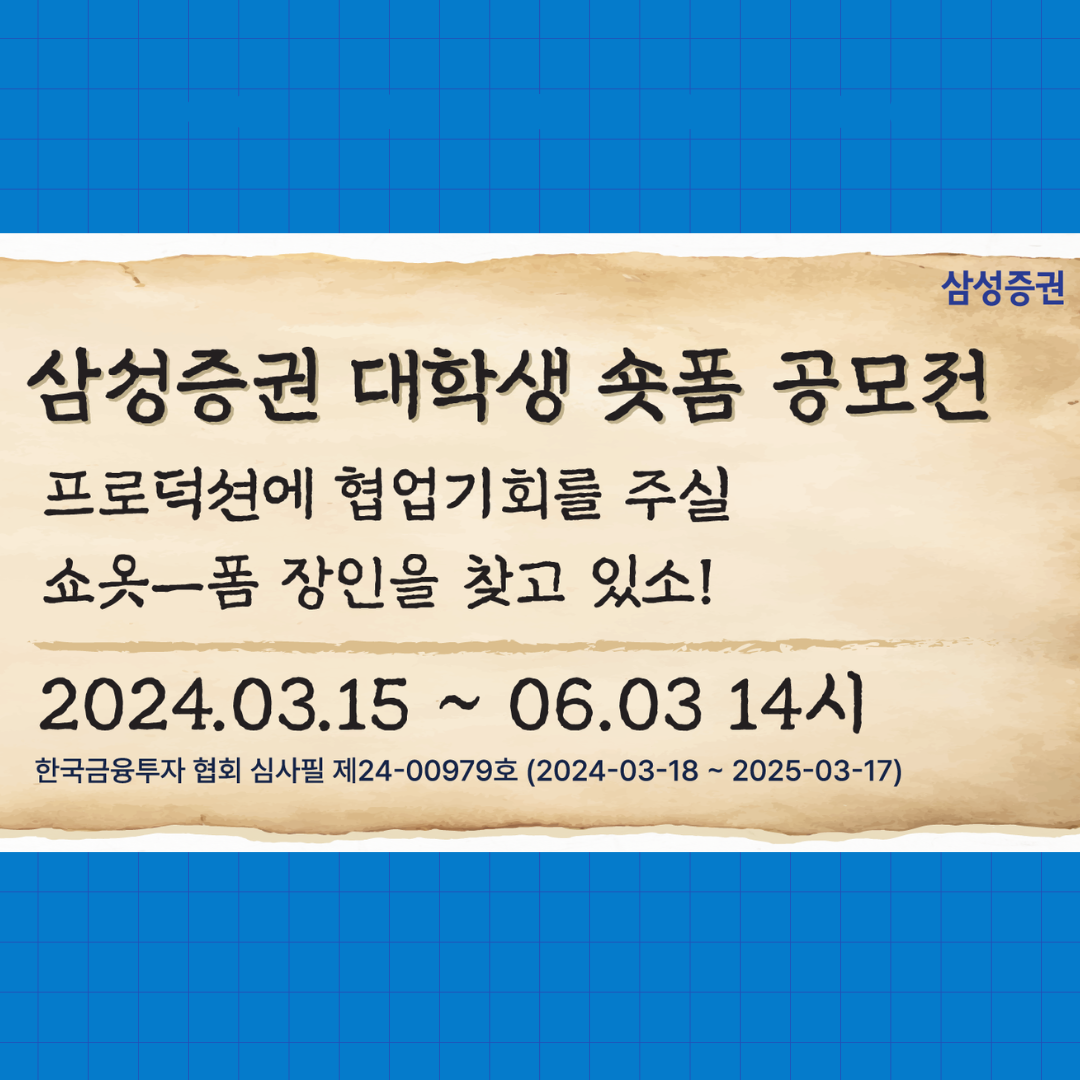 삼성증권
삼성증권 대학생 숏폼 공모전
프로덕션에 협업기회를 주실
쇼옷—폼 장인을 찾고 있소!
2024.03.15 ~ 06.03 14시
한국금융투자 협회 심사필 제24-00979호 (2024-03-18 ~ 2025-03-17)